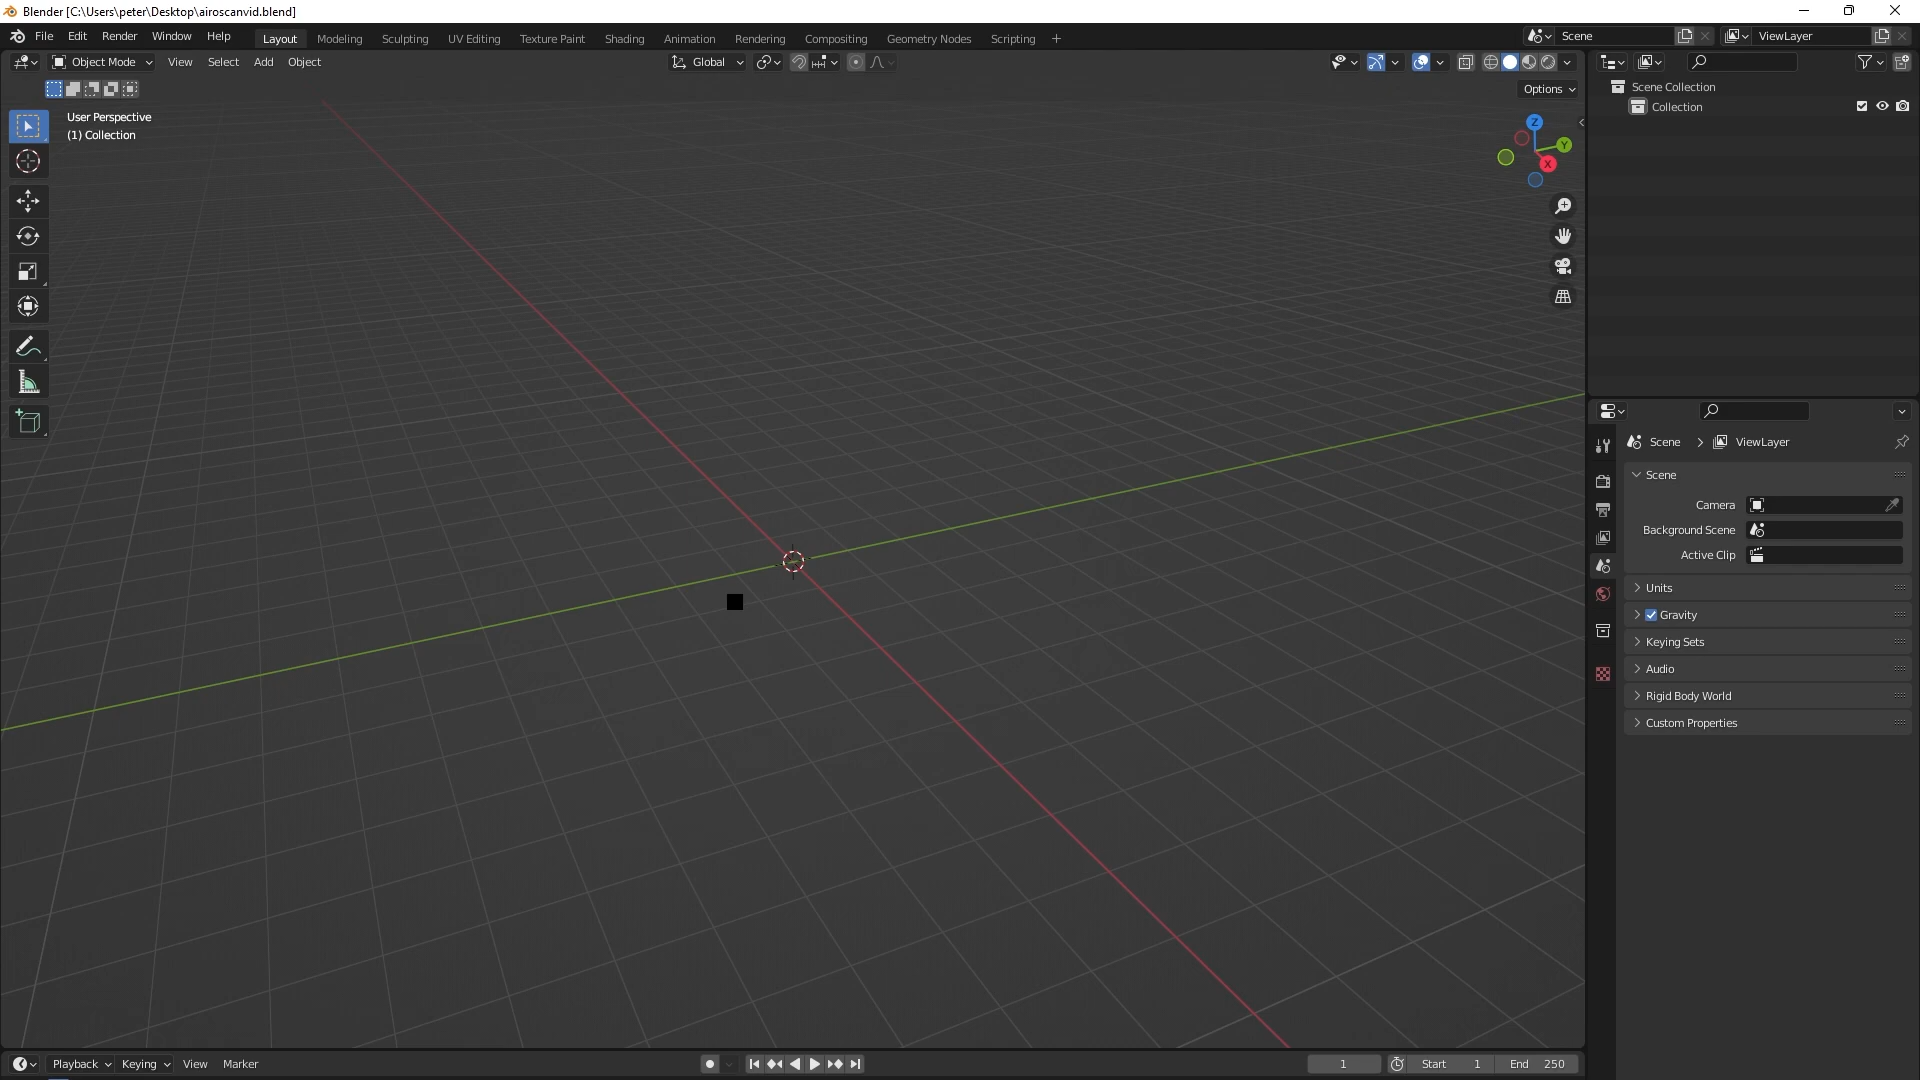 Blender [C:\Users\peter\Desktop\airoscanvid.blend]
File Edit Render Window Help Layout Modeling Sculpting UV Editing Texture Paint Shading Animation Rendering Compositing Geometry Nodes Scripting + Scene ViewLayer
Object Mode View Select Add Object Global
Options
User Perspective
(1) Collection
Z
Y
X
Scene Collection
Collection
Scene > ViewLayer
Scene
Camera
Background Scene
Active Clip
Units
Gravity
Keying Sets
Audio
Rigid Body World
Custom Properties
Playback Keying View Marker 1 Start 1 End 250